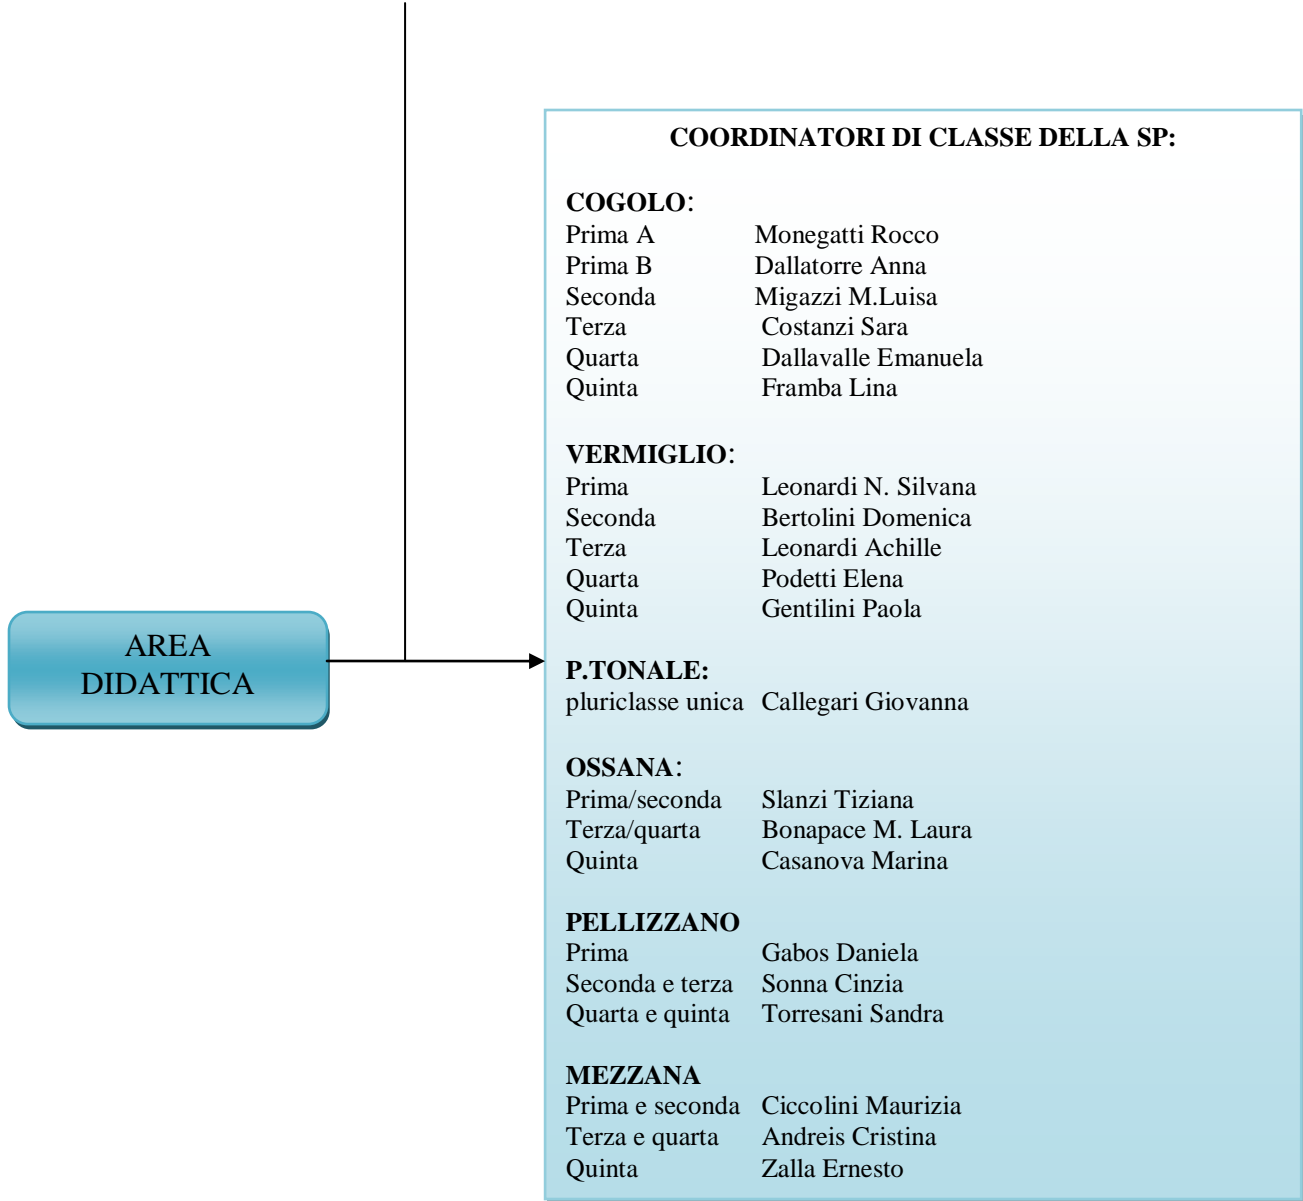 COORDINATORI DI CLASSE DELLA SP:
COGOLO:
Prima A Monegatti Rocco
Prima B Dallatorre Anna
Seconda Migazzi M.Luisa
Terza Costanzi Sara
Quarta Dallavalle Emanuela
Quinta Framba Lina
VERMIGLIO:
Prima Leonardi N. Silvana
Seconda Bertolini Domenica
Terza Leonardi Achille
Quarta Podetti Elena
Quinta Gentilini Paola
AREA
DIDATTICA
P.TONALE:
pluriclasse unica Callegari Giovanna
OSSANA:
Prima/seconda Slanzi Tiziana
Terza/quarta Bonapace M. Laura
Quinta Casanova Marina
PELLIZZANO
Prima Gabos Daniela
Seconda e terza Sonna Cinzia
Quarta e quinta Torresani Sandra
MEZZANA
Prima e seconda Ciccolini Maurizia
Terza e quarta Andreis Cristina
Quinta Zalla Ernesto